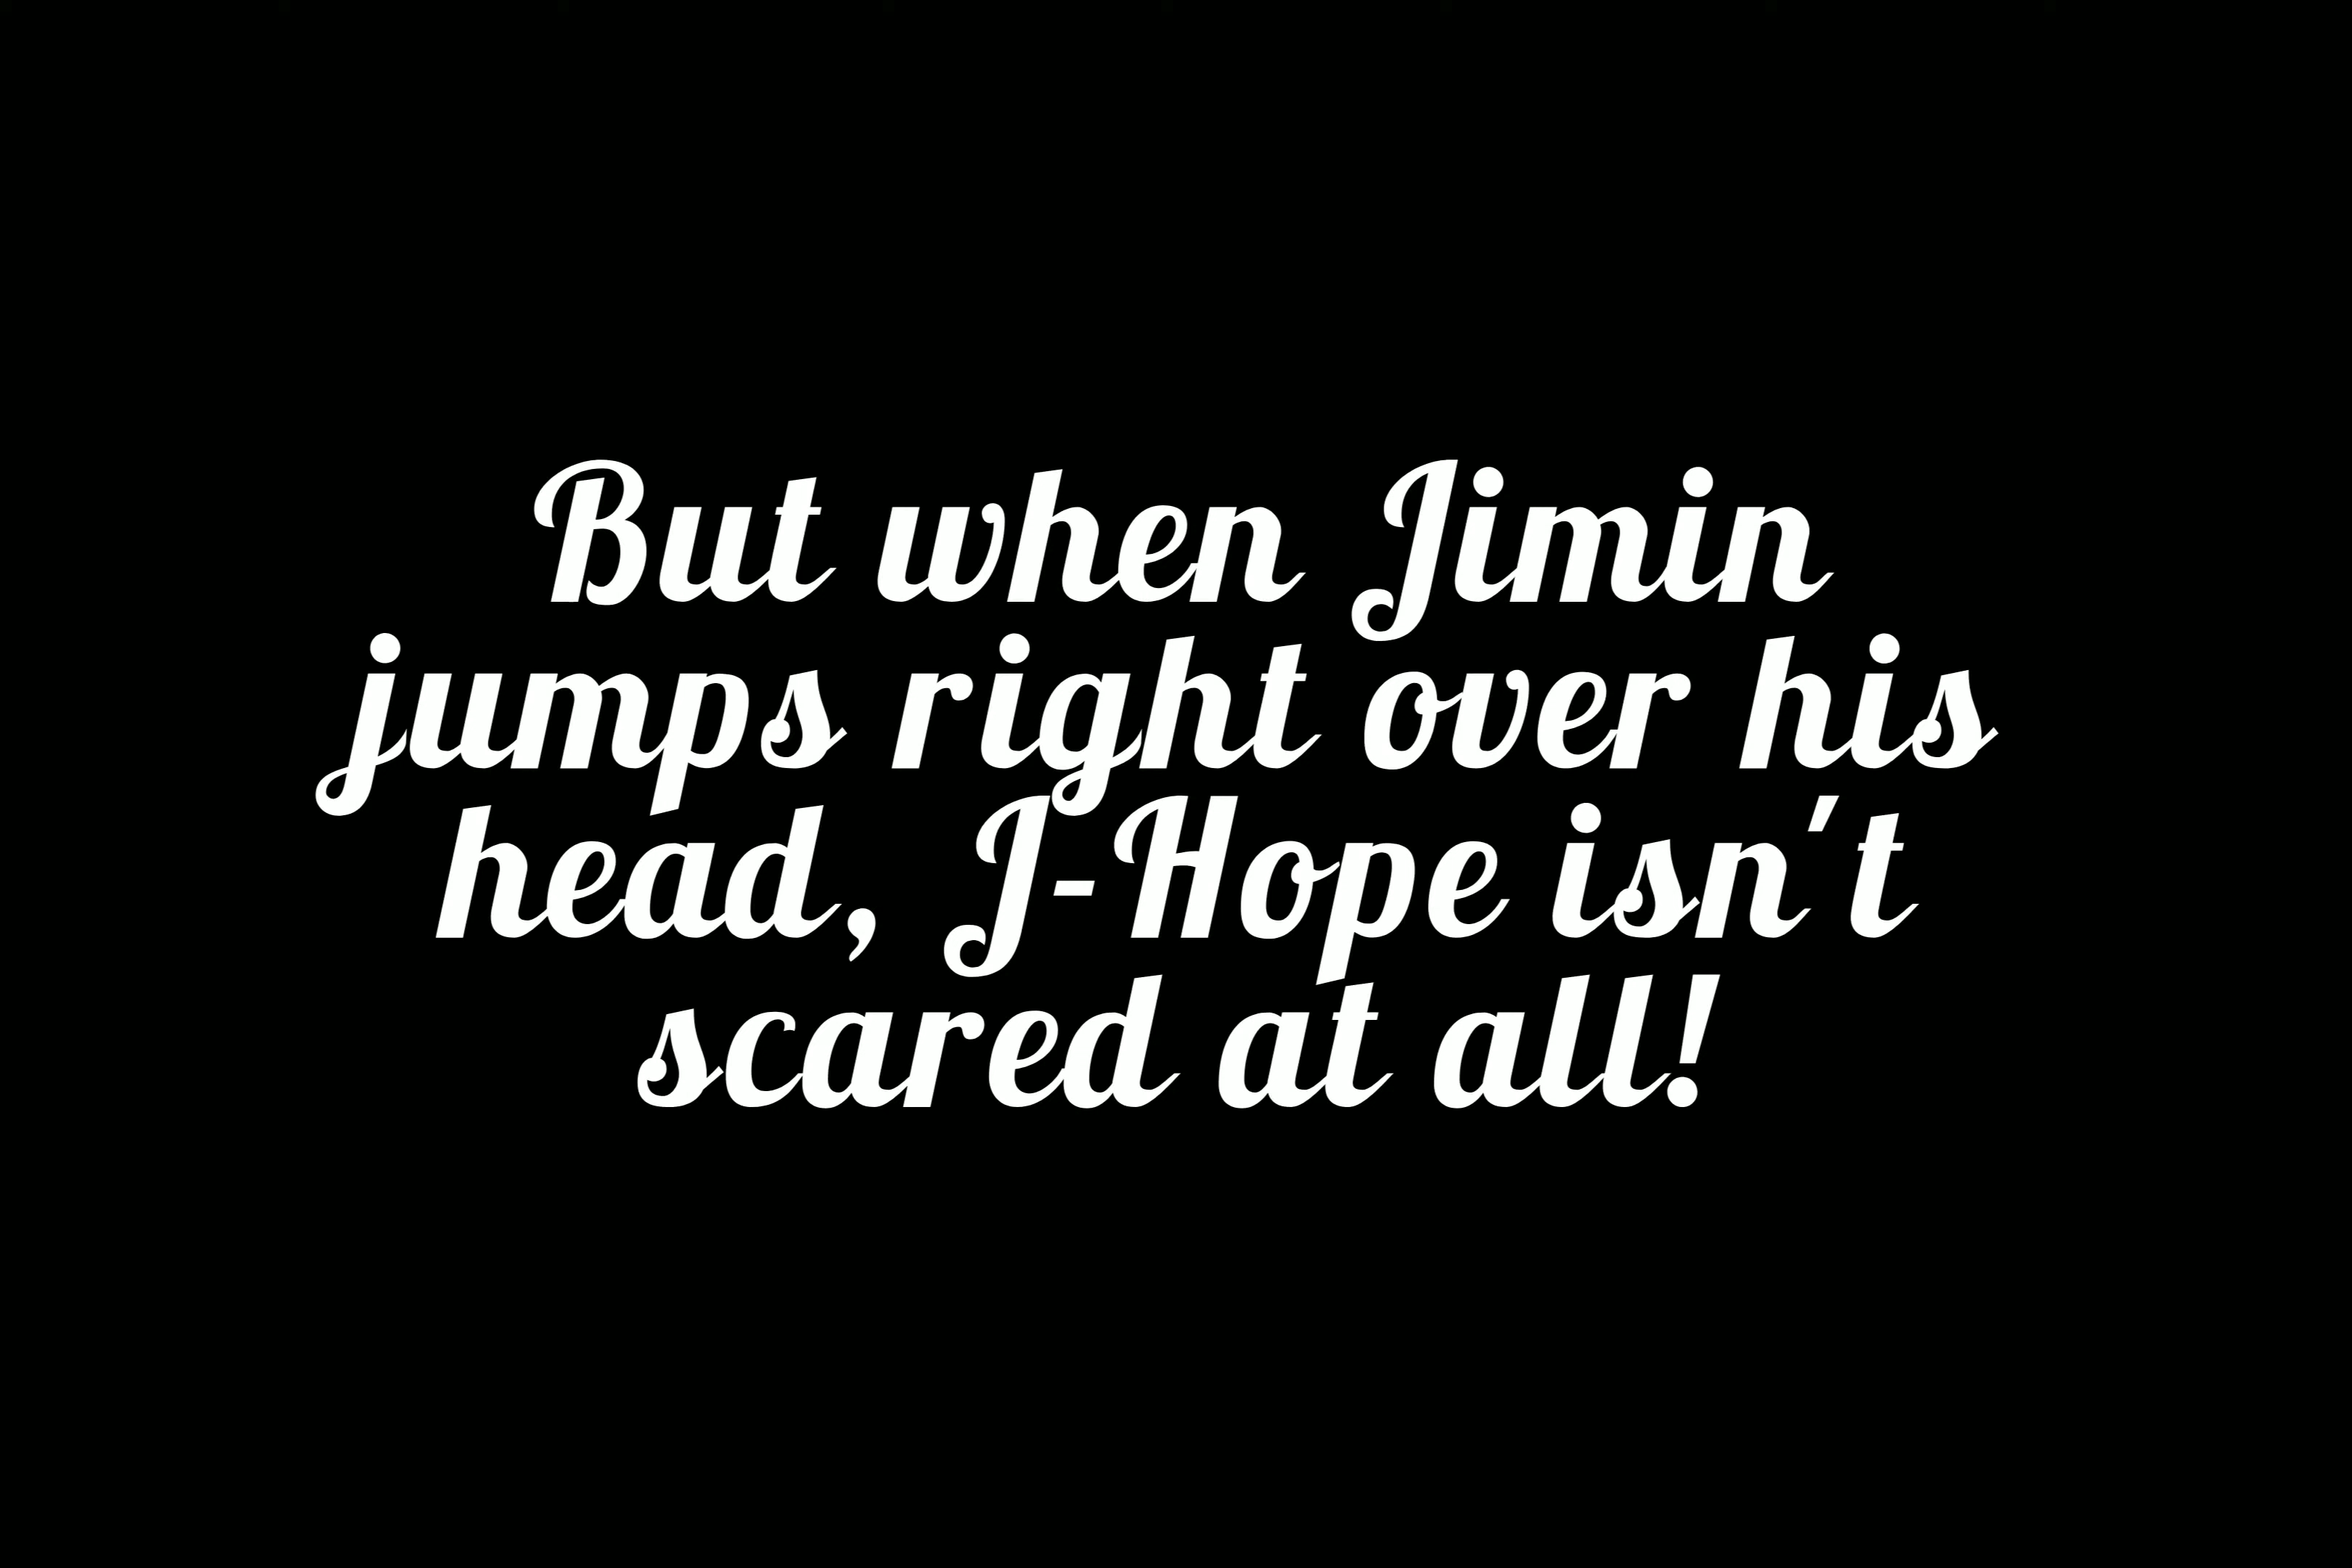 But when Jimin
jumps right over his
head, J-Hope isn't
scared at all!